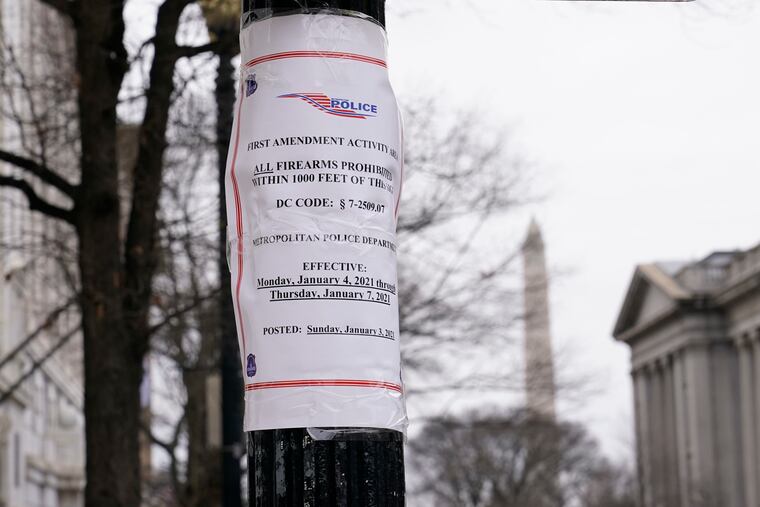 POLICE
FIRST AMENDMENT ACTIVITY AREA
ALL FIREARMS PROHIBITED
WITHIN 1000 FEET OF THIS
DC CODE: § 7-2509.07
METROPOLITAN POLICE DEPARTMENT
EFFECTIVE:
Monday, January 4, 2021 through
Thursday, January 7, 2021
POSTED: Sunday, January 3, 2021